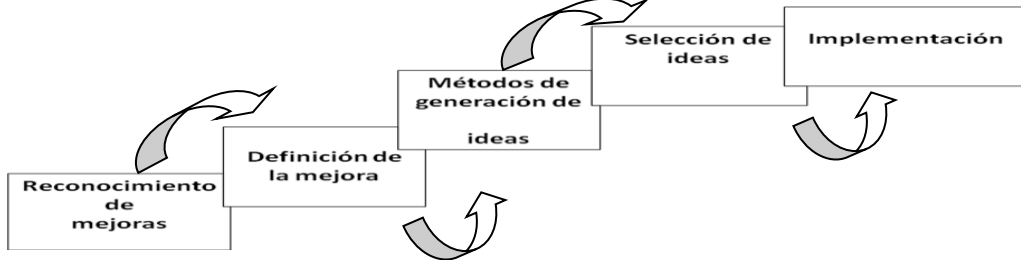 Reconocimiento
de
mejoras
Definición de
la mejora
Métodos de
generación de
ideas
Selección de
ideas
Implementación